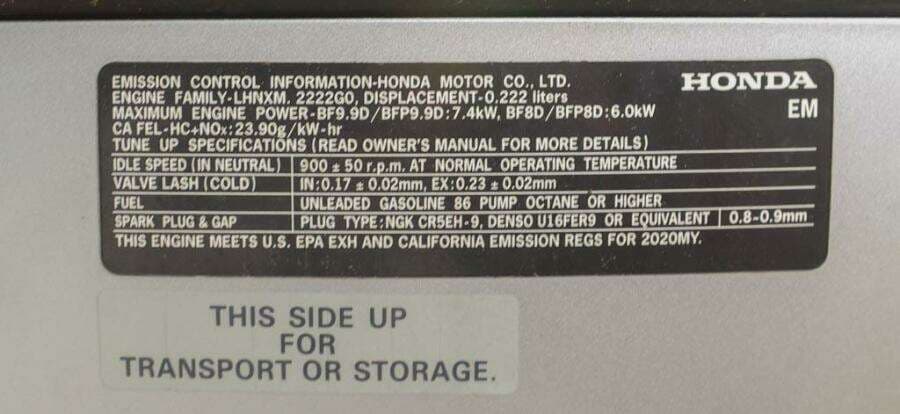 EMISSION CONTROL INFORMATION-HONDA MOTOR CO., LTD.
HONDA
ENGINE FAMILY-LHNXM. 2222G0, DISPLACEMENT-0.222 liters
MAXIMUM ENGINE POWER-BF9.9D/BFP9.9D:7.4kW, BF8D/BFP8D:6.0kW
EM
CA FEL-HC+NOx:23.90g/kW-hr
TUNE UP SPECIFICATIONS (READ OWNER'S MANUAL FOR MORE DETAILS)
IDLE SPEED (IN NEUTRAL) 900 ± 50 r.p.m. AT NORMAL OPERATING TEMPERATURE
VALVE LASH (COLD) IN:0.17 ± 0.02mm, EX:0.23 ± 0.02mm
FUEL UNLEADED GASOLINE 86 PUMP OCTANE OR HIGHER
SPARK PLUG & GAP PLUG TYPE:NGK CR5EH-9, DENSO U16FER9 OR EQUIVALENT 0.8-0.9mm
THIS ENGINE MEETS U.S. EPA EXH AND CALIFORNIA EMISSION REGS FOR 2020MY.
THIS SIDE UP
FOR
TRANSPORT OR STORAGE.